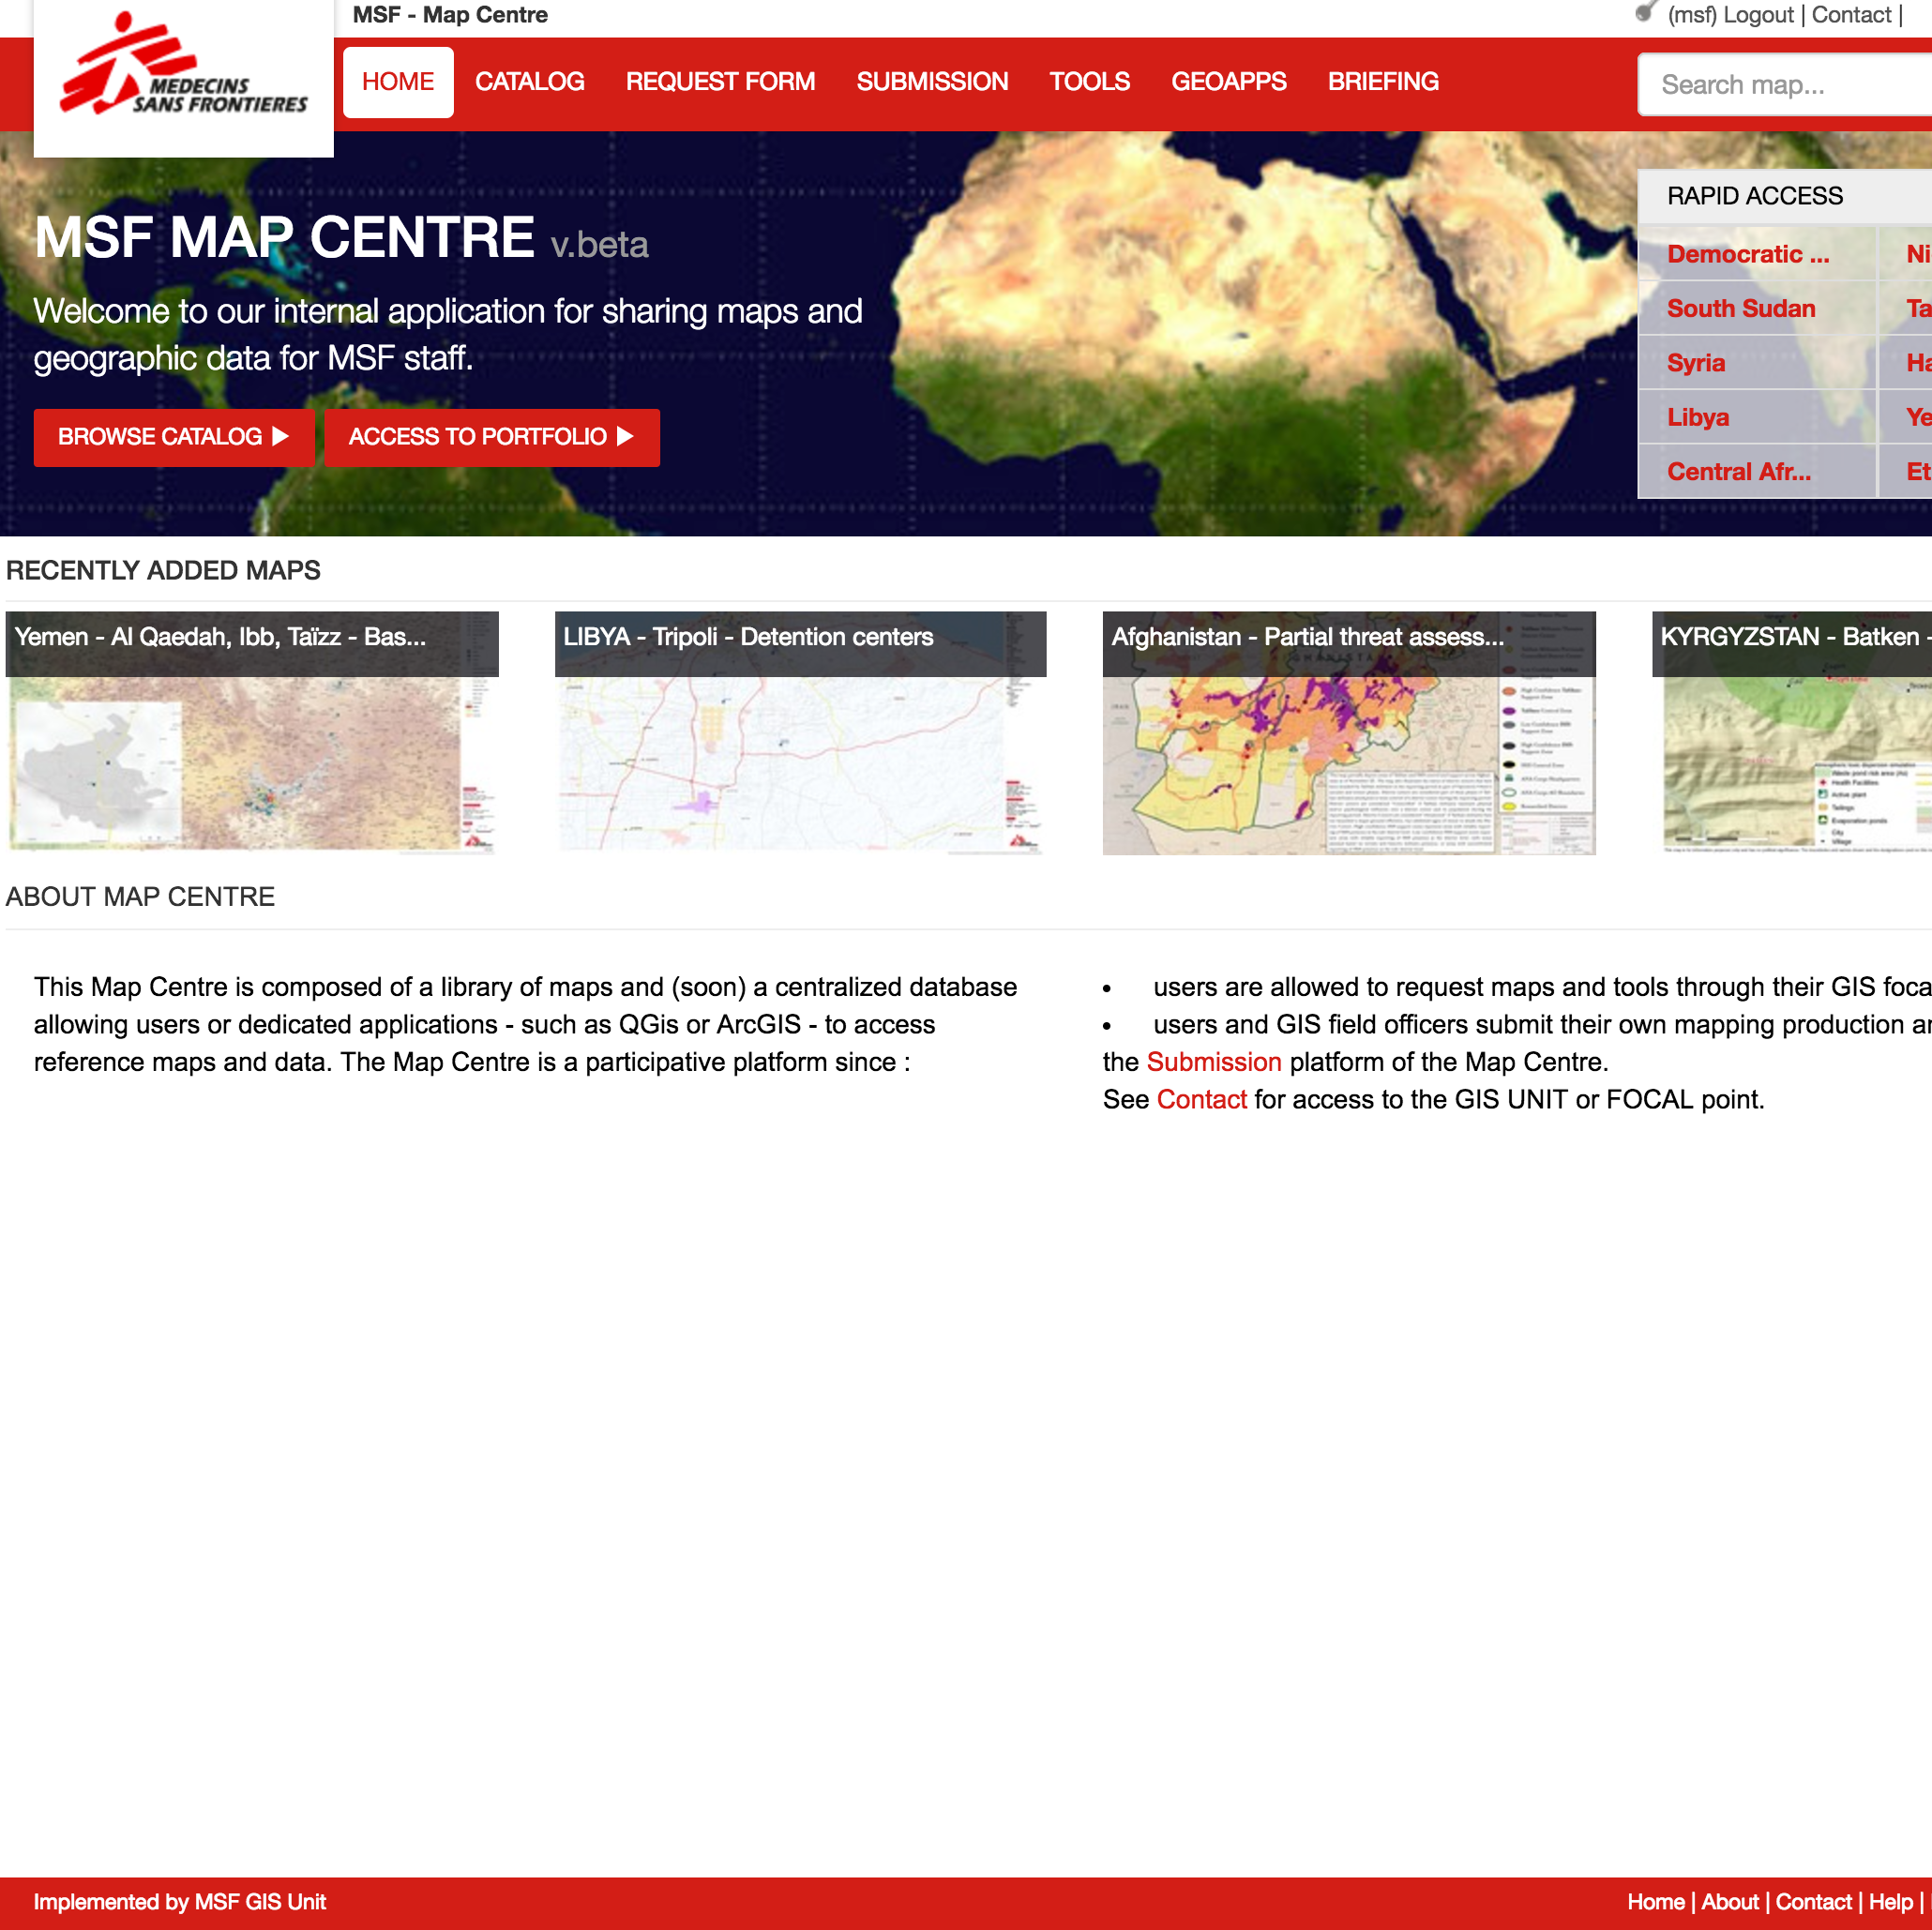 MSF - Map Centre
(msf) Logout | Contact |
MEDECINS
SANS FRONTIERES
HOME CATALOG REQUEST FORM SUBMISSION TOOLS GEOAPPS BRIEFING
Search map...
MSF MAP CENTRE v.beta
Welcome to our internal application for sharing maps and
geographic data for MSF staff.
BROWSE CATALOG
ACCESS TO PORTFOLIO
RAPID ACCESS
Democratic ...
South Sudan
Syria
Libya
Central Afr...
RECENTLY ADDED MAPS
Yemen - Al Qaedah, Ibb, Taïzz - Bas...
LIBYA - Tripoli - Detention centers
Afghanistan - Partial threat assess...
KYRGYZSTAN - Batken -
ABOUT MAP CENTRE
This Map Centre is composed of a library of maps and (soon) a centralized database
allowing users or dedicated applications - such as QGis or ArcGIS - to access
reference maps and data. The Map Centre is a participative platform since :
• users are allowed to request maps and tools through their GIS foca
• users and GIS field officers submit their own mapping production
the Submission platform of the Map Centre.
See Contact for access to the GIS UNIT or FOCAL point.
Implemented by MSF GIS Unit
Home | About | Contact | Help |